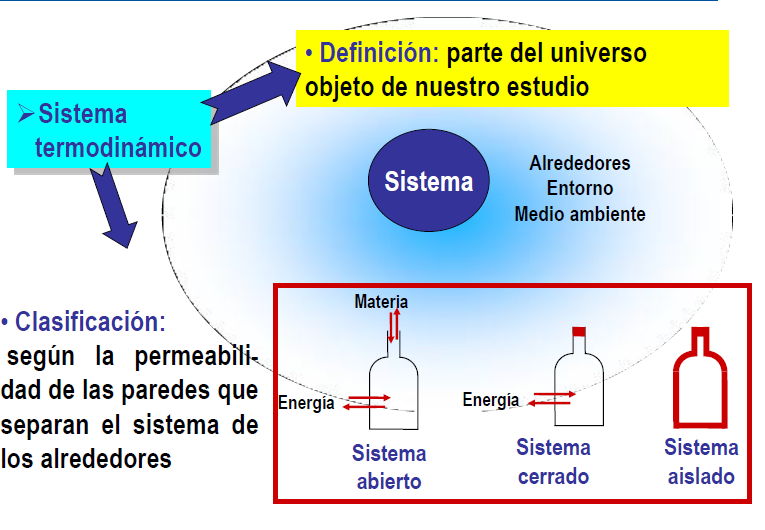 • Definición: parte del universo
objeto de nuestro estudio
➢Sistema
termodinámico
Sistema
Alrededores
Entorno
Medio ambiente
• Clasificación:
según la permeabili-
dad de las paredes que
separan el sistema de
los alrededores
Materia
Energía
Energía
Sistema
abierto
Sistema
cerrado
Sistema
aislado